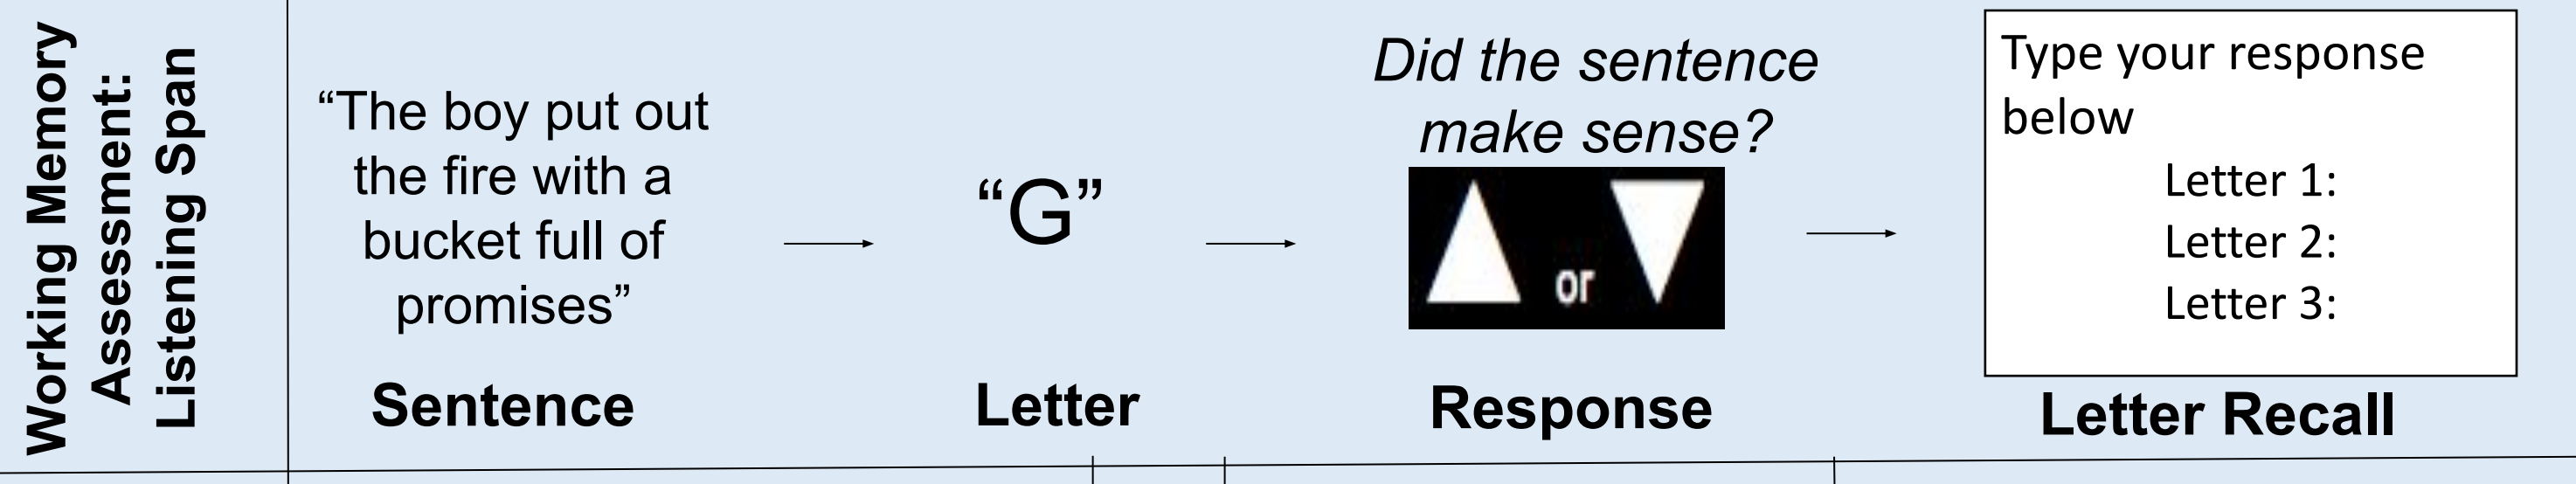 Working Memory
Assessment:
Listening Span
“The boy put out
the fire with a
bucket full of
promises”
Sentence
“G”
Letter
Did the sentence
make sense?
or
Response
Type your response
below
Letter 1:
Letter 2:
Letter 3:
Letter Recall